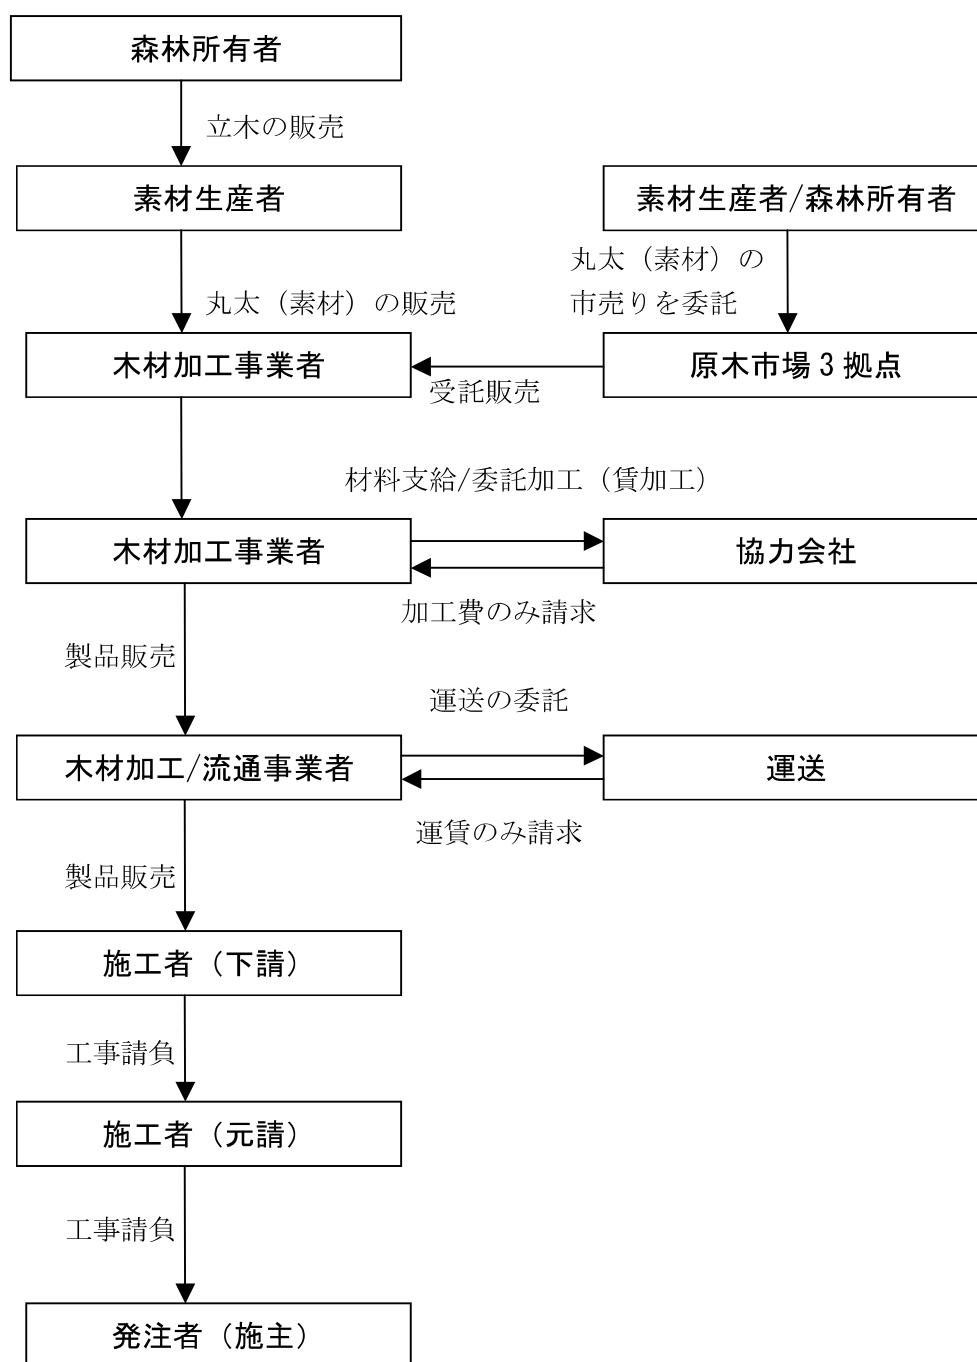 森林所有者
立木の販売
素材生産者
素材生産者/森林所有者
丸太（素材）の販売
丸太（素材）の
市売りを委託
木材加工事業者
受託販売
原木市場３拠点
材料支給/委託加工（賃加工）
木材加工事業者
協力会社
加工費のみ請求
製品販売
運送の委託
木材加工/流通事業者
運送
運賃のみ請求
製品販売
施工者（下請）
工事請負
施工者（元請）
工事請負
発注者（施主）